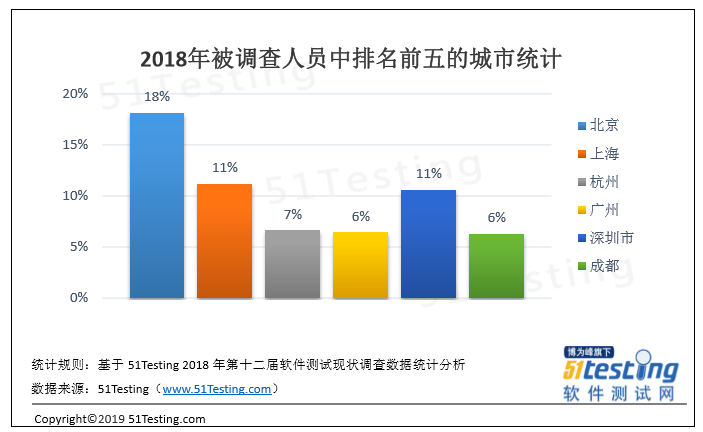 2018年被调查人员中排名前五的城市统计
51Testing
20%
15%
10%
5%
0%
18%
11%
7%
6%
11%
6%
51Testing
51Testing
北京
上海
杭州
广州
深圳市
成都
统计规则：基于 51Testing 2018 年第十二届软件测试现状调查数据统计分析
数据来源：51Testing（www.51Testing.com）
博为峰旗下
51testing
软件测试网
Copyright©2019 51Testing.com